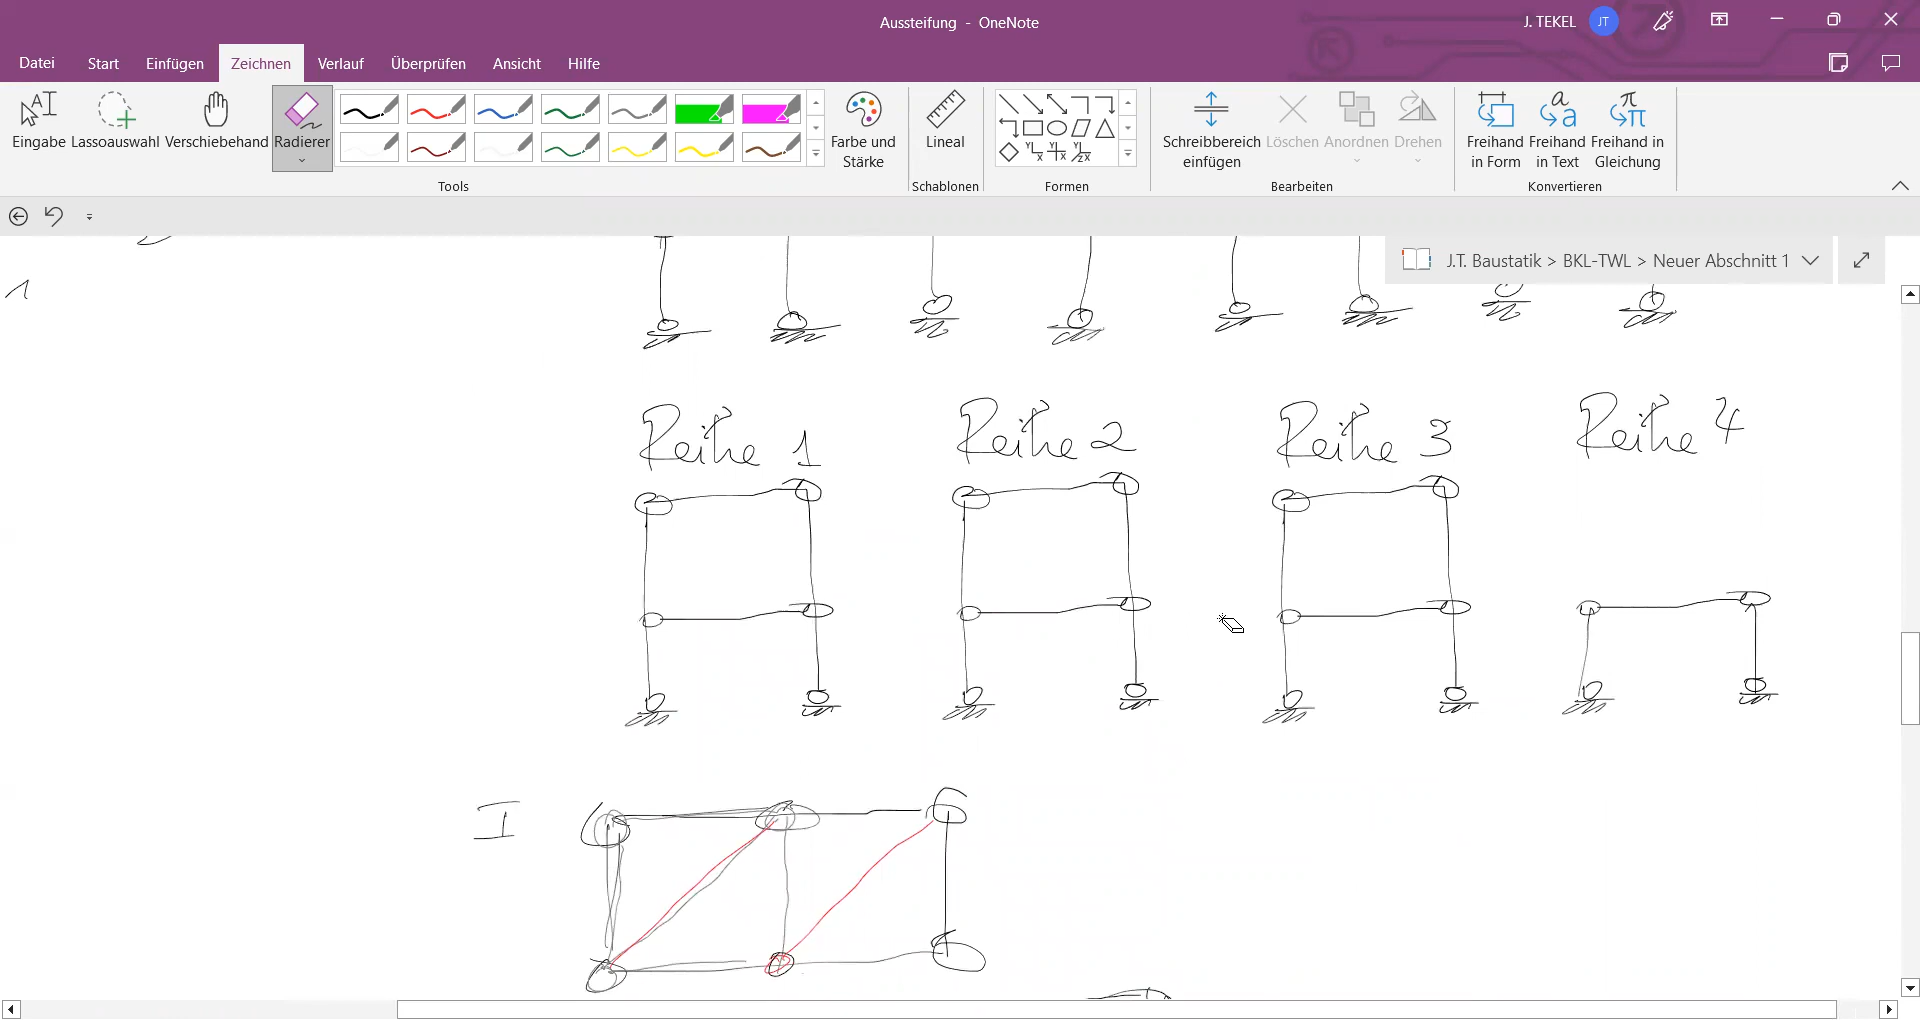 Aussteifung - OneNote
J. TEKEL
JT
Datei Start Einfügen Zeichnen Verlauf Überprüfen Ansicht Hilfe
Eingabe Lassoauswahl Verschiebehand Radierer
Farbe und
Stärke
Lineal
Schreibbereich
einfügen
Löschen Anordnen Drehen
Freihand
in Form
Freihand
in Text
Freihand in
Gleichung
Tools Schablonen Formen Bearbeiten Konvertieren
J.T. Baustatik > BKL-TWL > Neuer Abschnitt 1
1
Reihe 1 Reihe 2 Reihe 3 Reihe 4
I